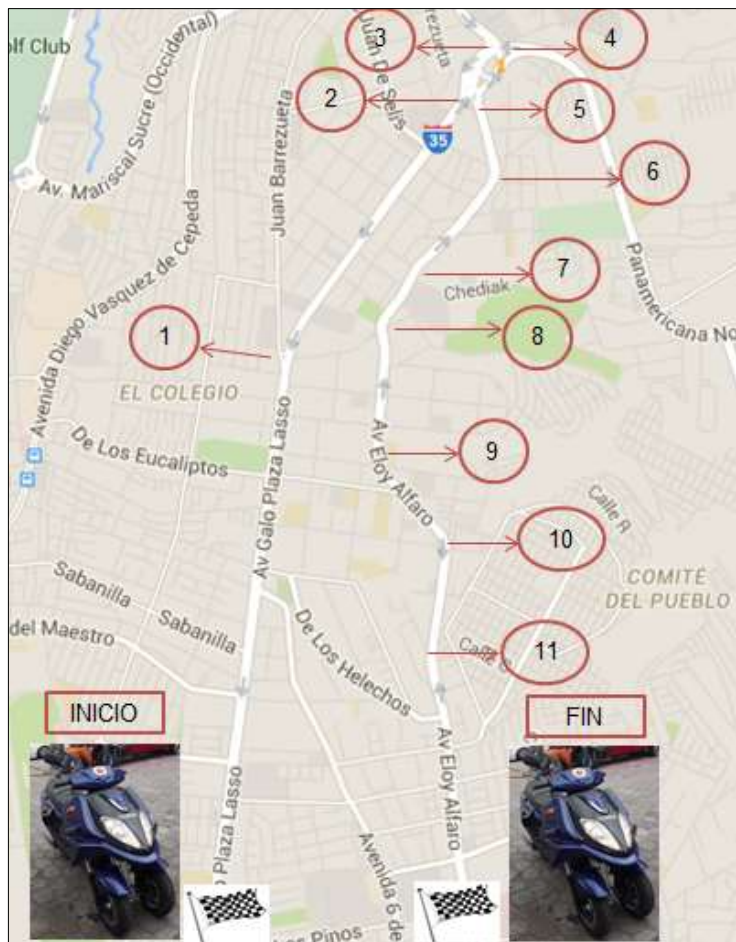 olf Club
Juan De Selis
rrezueta
3
4
2
5
35
Av. Mariscal Sucre (Occidental)
Juan Barrezueta
6
Panamericana No
7
Chediak
1
8
Avenida Diego Vasquez de Cepeda
EL COLEGIO
De Los Eucaliptos
Av Galo Plaza Lasso
Av Eloy Alfaro
9
Calle R
10
COMITÉ
DEL PUEBLO
Sabanilla
Sabanilla
del Maestro
De Los Helechos
11
INICIO
FIN
o Plaza Lasso
Av Eloy Alfaro
Avenida 6 de
Los Pinos